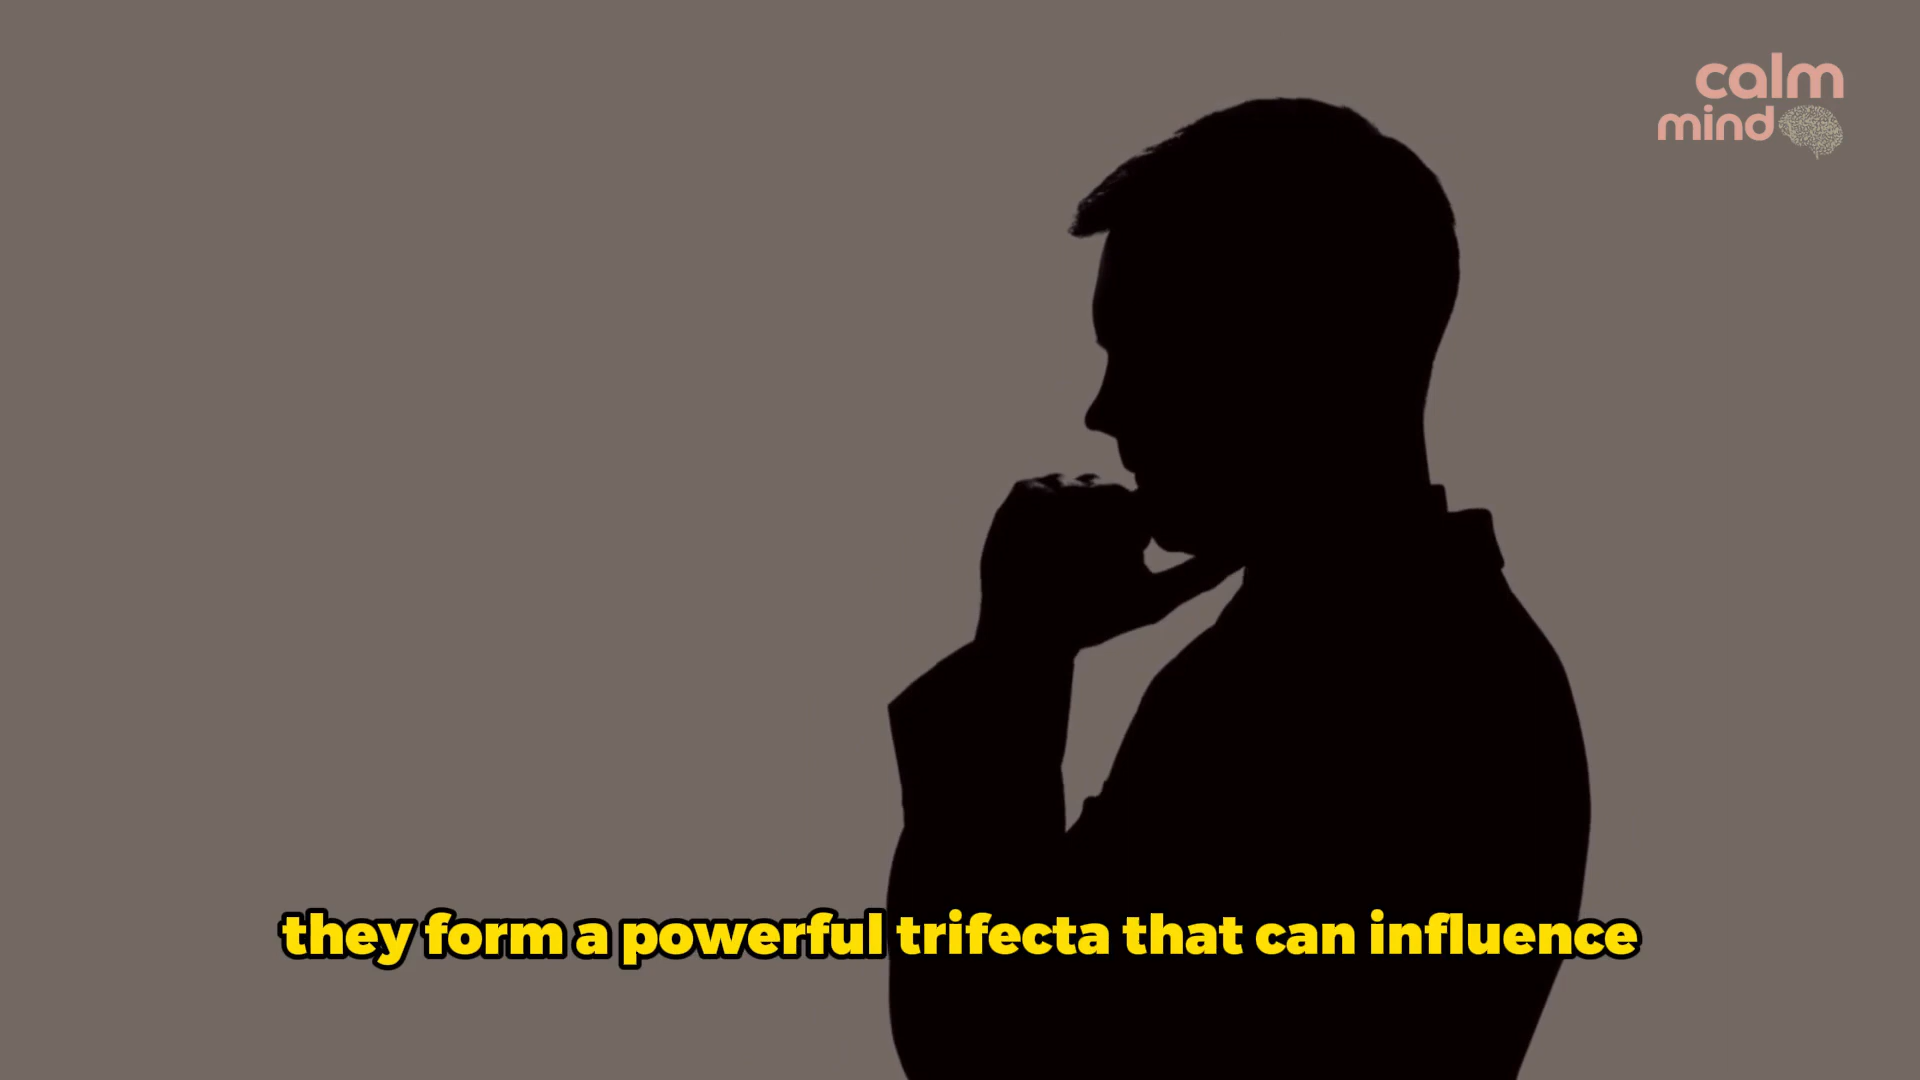 calm
mind
they form a powerful trifecta that can influence